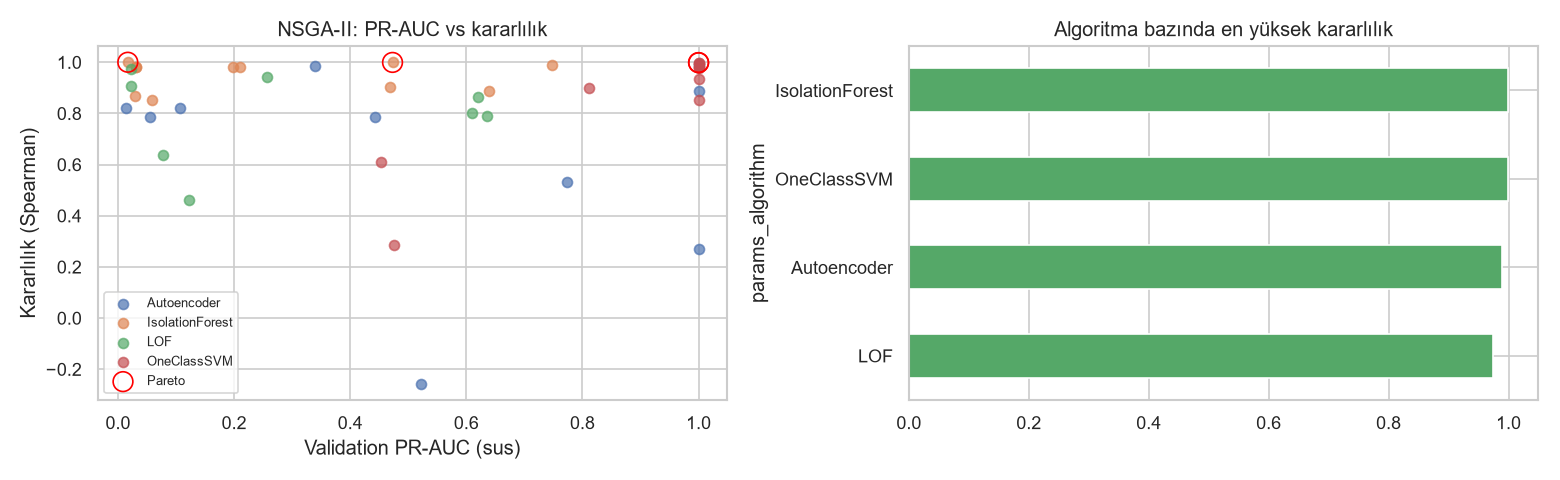 NSGA-II: PR-AUC vs kararlılık
Kararlılık (Spearman)
1.0
0.8
0.6
0.4
0.2
0.0
−0.2
Autoencoder
IsolationForest
LOF
OneClassSVM
Pareto
0.0 0.2 0.4 0.6 0.8 1.0
Validation PR-AUC (sus)
Algoritma bazında en yüksek kararlılık
params_algorithm
IsolationForest
OneClassSVM
Autoencoder
LOF
0.0 0.2 0.4 0.6 0.8 1.0